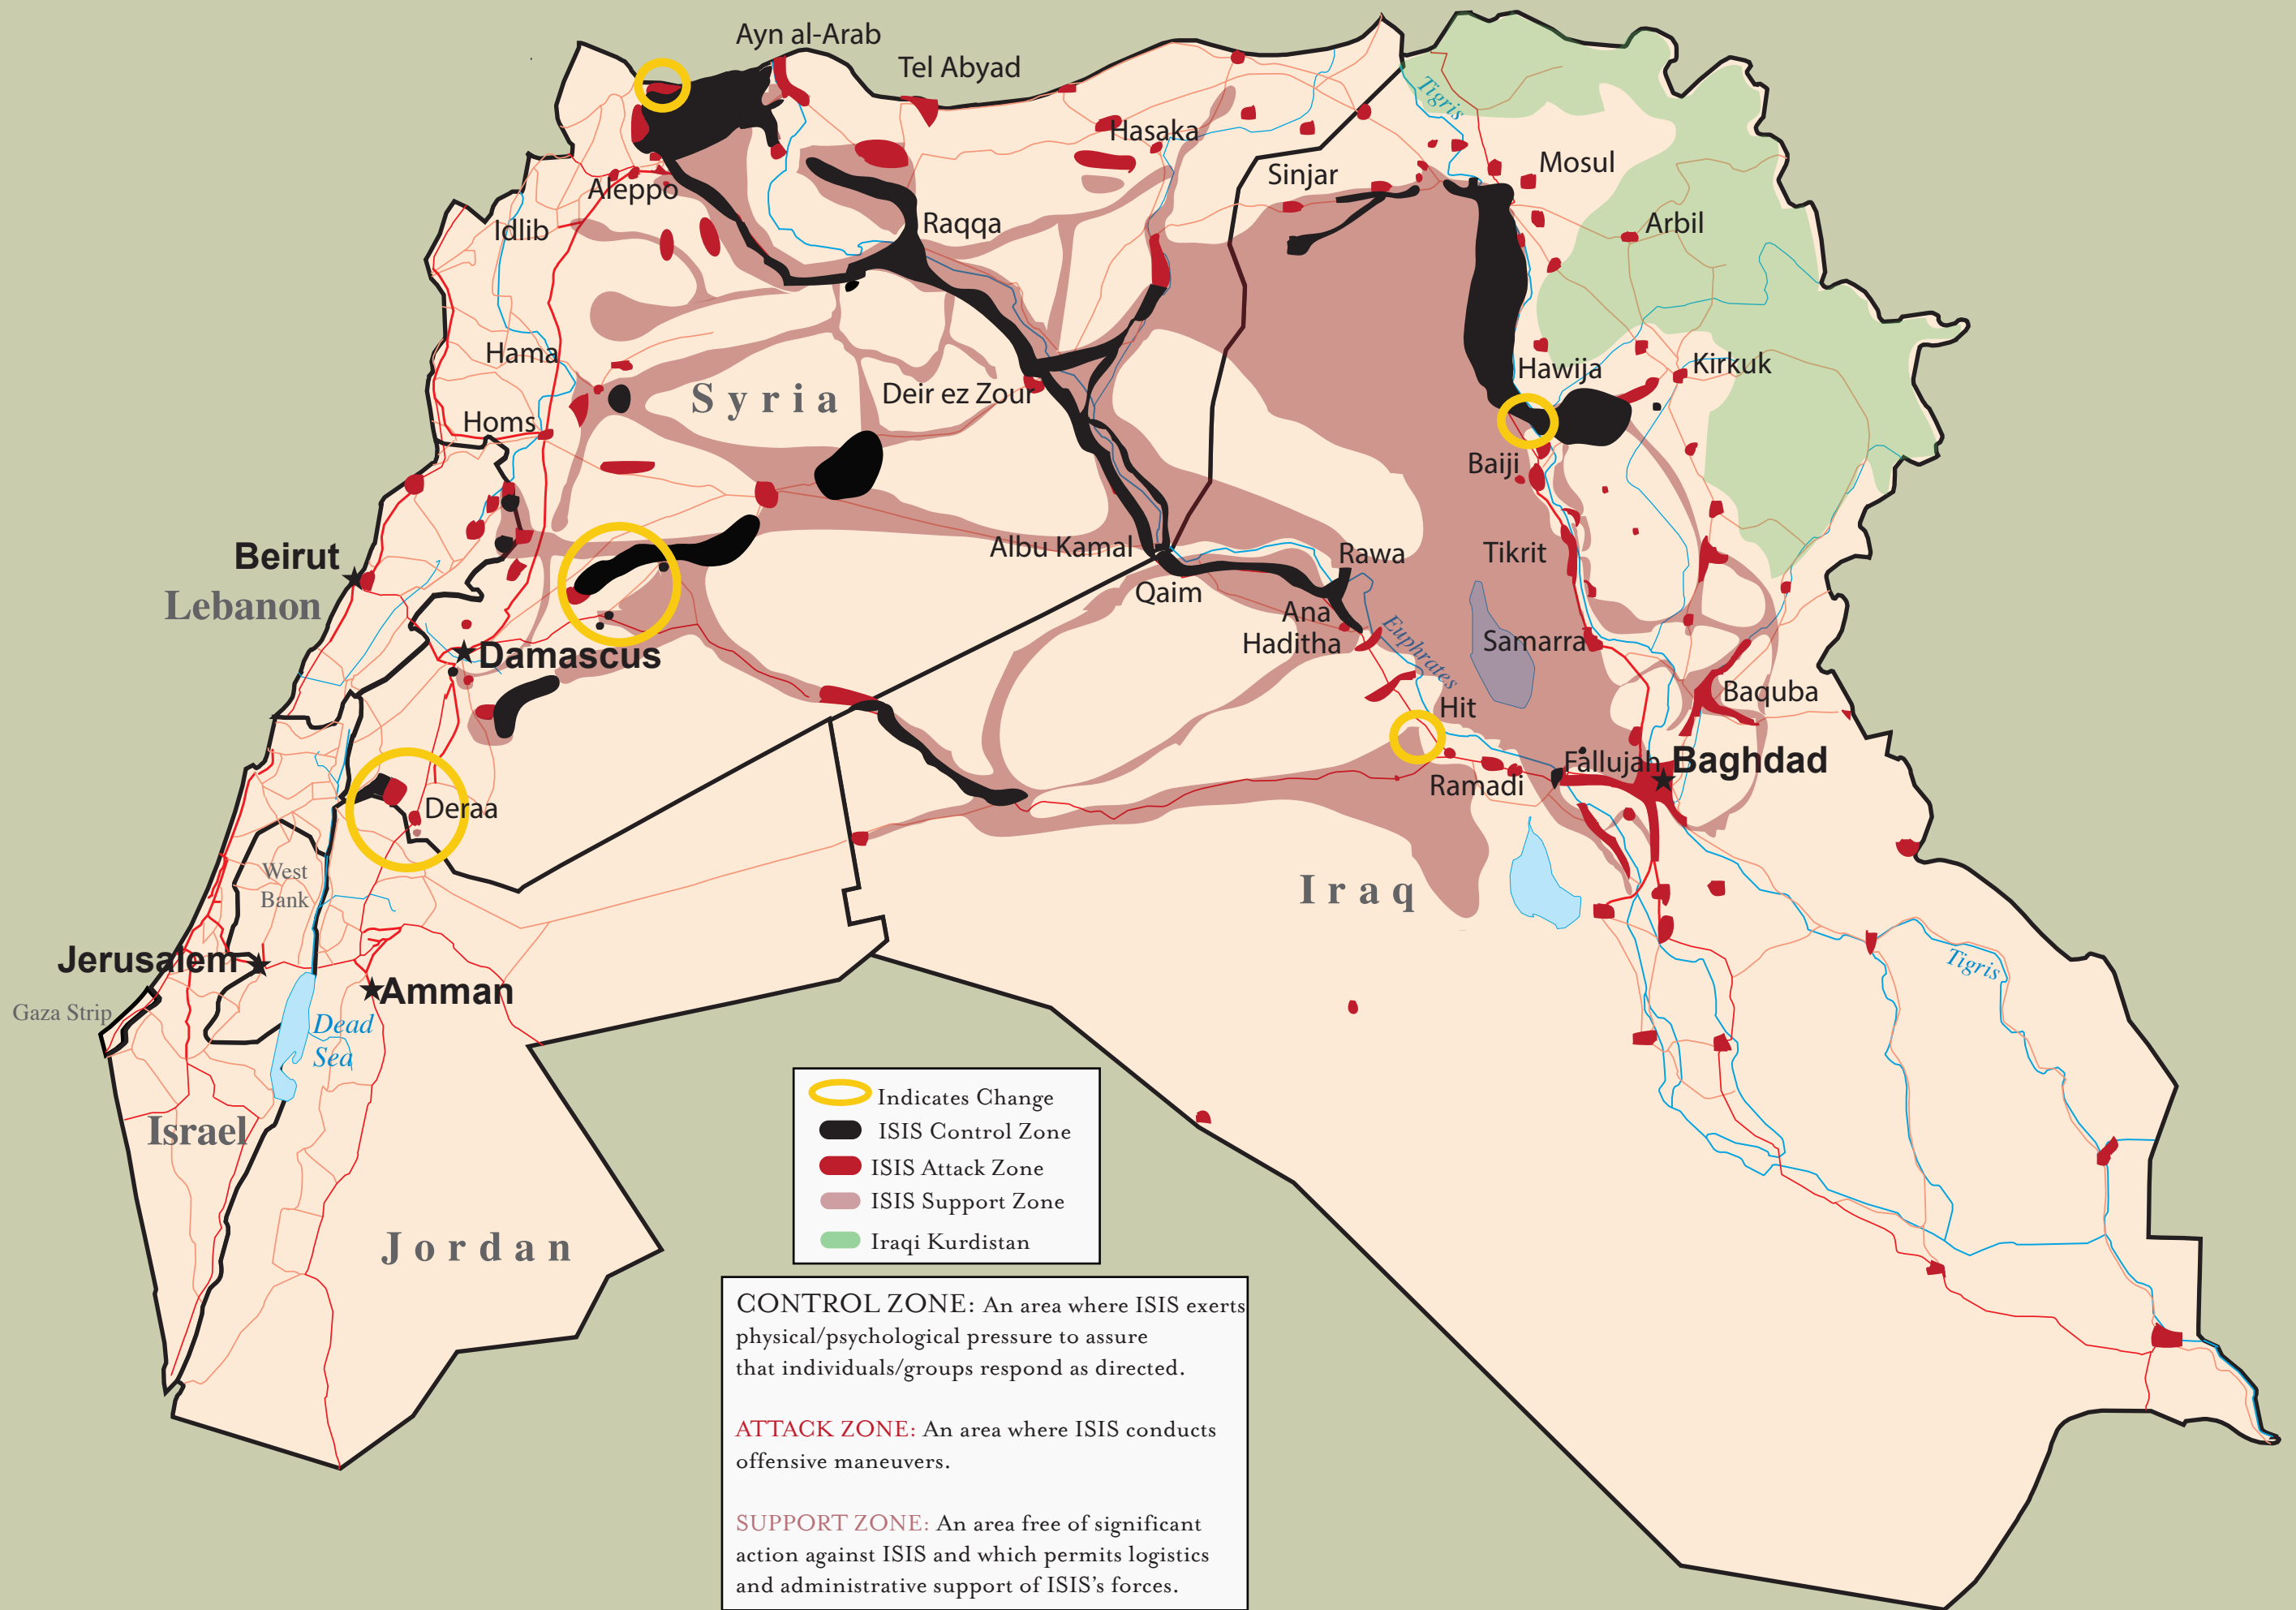 Ayn al-Arab
Tel Abyad
Tigris
Hasaka
Mosul
Sinjar
Aleppo
Arbil
Idlib
Raqqa
Hama
Hawija
Kirkuk
Syria
Deir ez Zour
Homs
Baiji
Beirut
Albu Kamal
Rawa
Tikrit
Lebanon
Qaim
Ana
Haditha
Euphrates
Samarra
Damascus
Hit
Baquba
Fallujah
Baghdad
Ramadi
Deraa
West
Bank
Iraq
Jerusalem
Tigris
Amman
Gaza Strip
Dead
Sea
Israel
Jordan
Indicates Change
ISIS Control Zone
ISIS Attack Zone
ISIS Support Zone
Iraqi Kurdistan
CONTROL ZONE: An area where ISIS exerts
physical/psychological pressure to assure
that individuals/groups respond as directed.
ATTACK ZONE: An area where ISIS conducts
offensive maneuvers.
SUPPORT ZONE: An area free of significant
action against ISIS and which permits logistics
and administrative support of ISIS's forces.